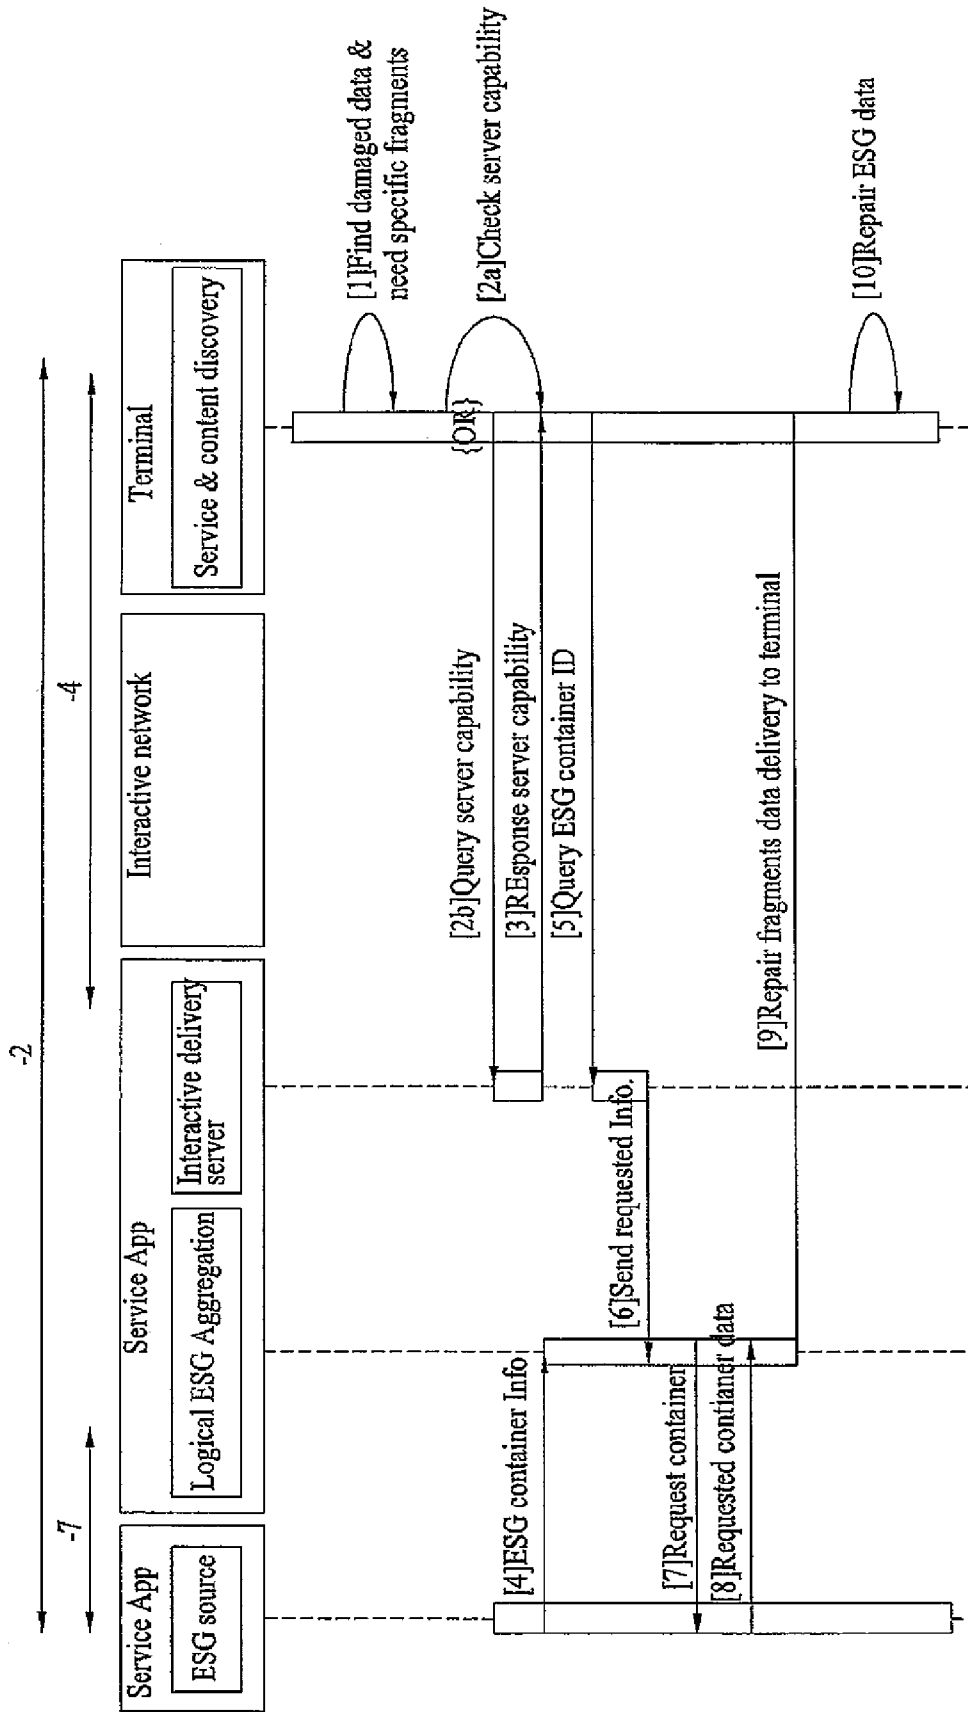 -2
-7
-4
Service App
ESG source
Service App
Logical ESG Aggregation
Interactive delivery
server
Interactive network
Terminal
Service & content discovery
[1]Find damaged data &
need specific fragments
{OR}
[2a]Check server capability
[2b]Query server capability
[3]REsponse server capability
[4]ESG container Info
[5]Query ESG container ID
[6]Send requested Info.
[7]Request container
[8]Requested contianer data
[9]Repair fragments data delivery to terminal
[10]Repair ESG data